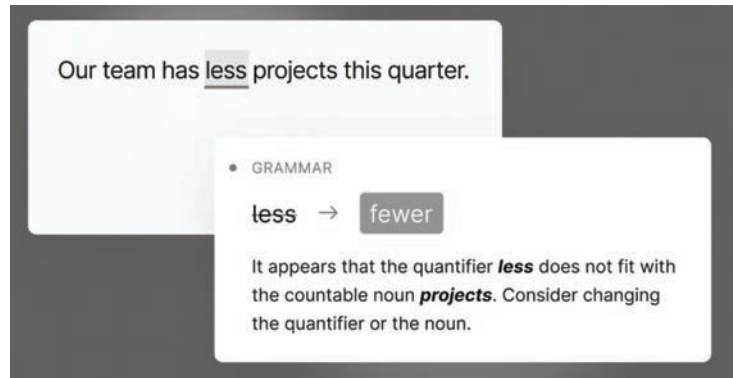 Our team has less projects this quarter.
• GRAMMAR
less → fewer
It appears that the quantifier less does not fit with
the countable noun projects. Consider changing
the quantifier or the noun.